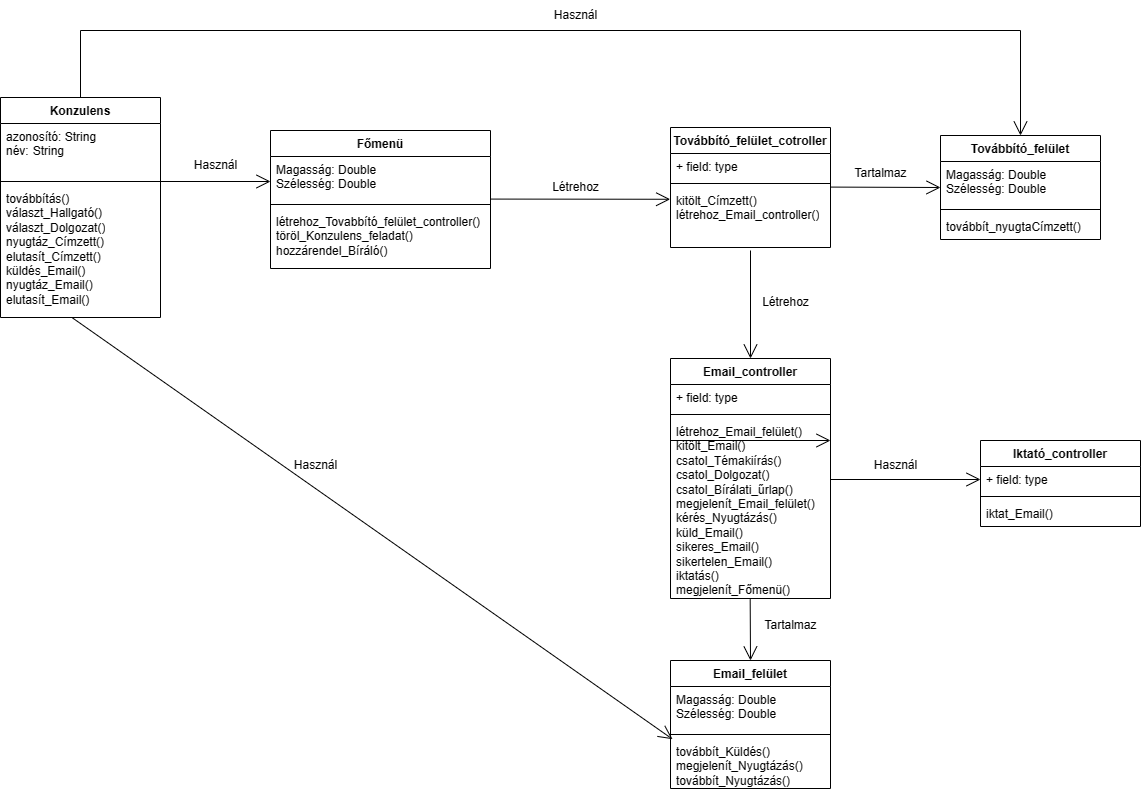 Használ
Konzulens
azonosító: String
név: String
továbbítás()
választ_Hallgató()
választ_Dolgozat()
nyugtáz_Címzett()
elutasít_Címzett()
küldés_Email()
nyugtáz_Email()
elutasít_Email()
Használ
Főmenü
Magasság: Double
Szélesség: Double
létrehoz_Tovabbító_felület_controller()
töröl_Konzulens_feladat()
hozzárendel_Bíráló()
Létrehoz
Továbbító_felület_cotroller
+ field: type
kitölt_Címzett()
létrehoz_Email_controller()
Tartalmaz
Továbbító_felület
Magasság: Double
Szélesség: Double
továbbít_nyugtaCímzett()
Létrehoz
Email_controller
+ field: type
létrehoz_Email_felület()
kitölt_Email()
csatol_Témakiírás()
csatol_Dolgozat()
csatol_Bírálati_űrlap()
megjelenít_Email_felület()
kérés_Nyugtázás()
küld_Email()
sikeres_Email()
sikertelen_Email()
iktatás()
megjelenít_Főmenü()
Használ
Iktató_controller
+ field: type
iktat_Email()
Használ
Tartalmaz
Email_felület
Magasság: Double
Szélesség: Double
továbbít_Küldés()
megjelenít_Nyugtázás()
továbbít_Nyugtázás()